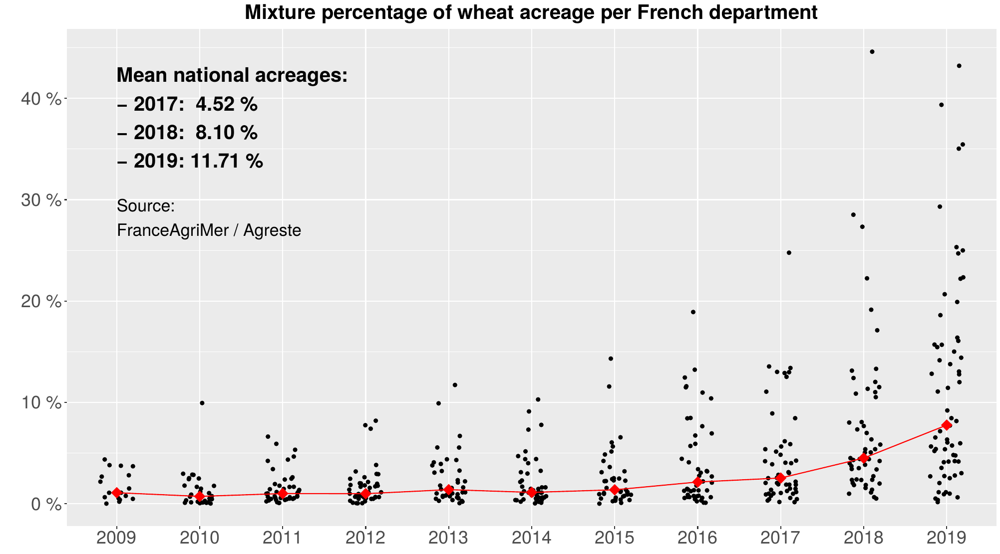 Mixture percentage of wheat acreage per French department
Mean national acreages:
– 2017: 4.52 %
– 2018: 8.10 %
– 2019: 11.71 %
Source:
FranceAgriMer / Agreste
40 %
30 %
20 %
10 %
0 %
2009 2010 2011 2012 2013 2014 2015 2016 2017 2018 2019